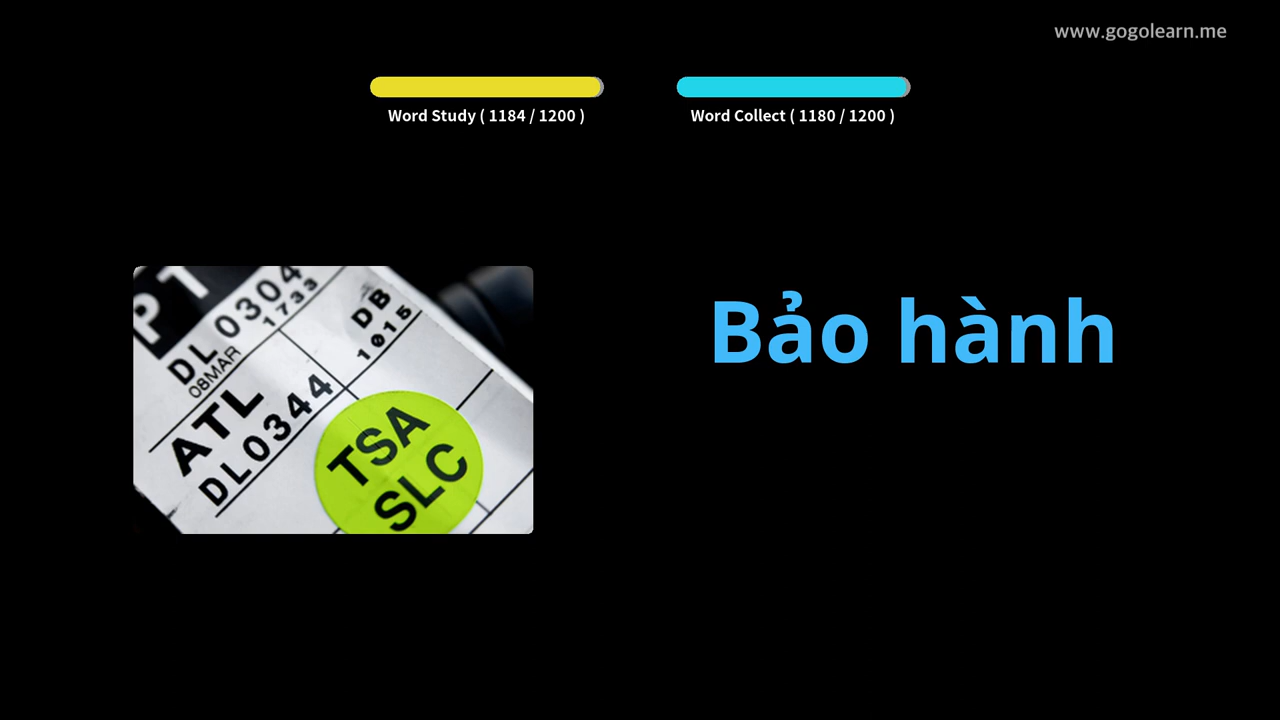 www.gogolearn.me
Word Study ( 1184 / 1200 )
Word Collect ( 1180 / 1200 )
P1
DL0304
1733
08MAR
DB
1015
ATL
DL0344
TSA
SLC
Bảo hành